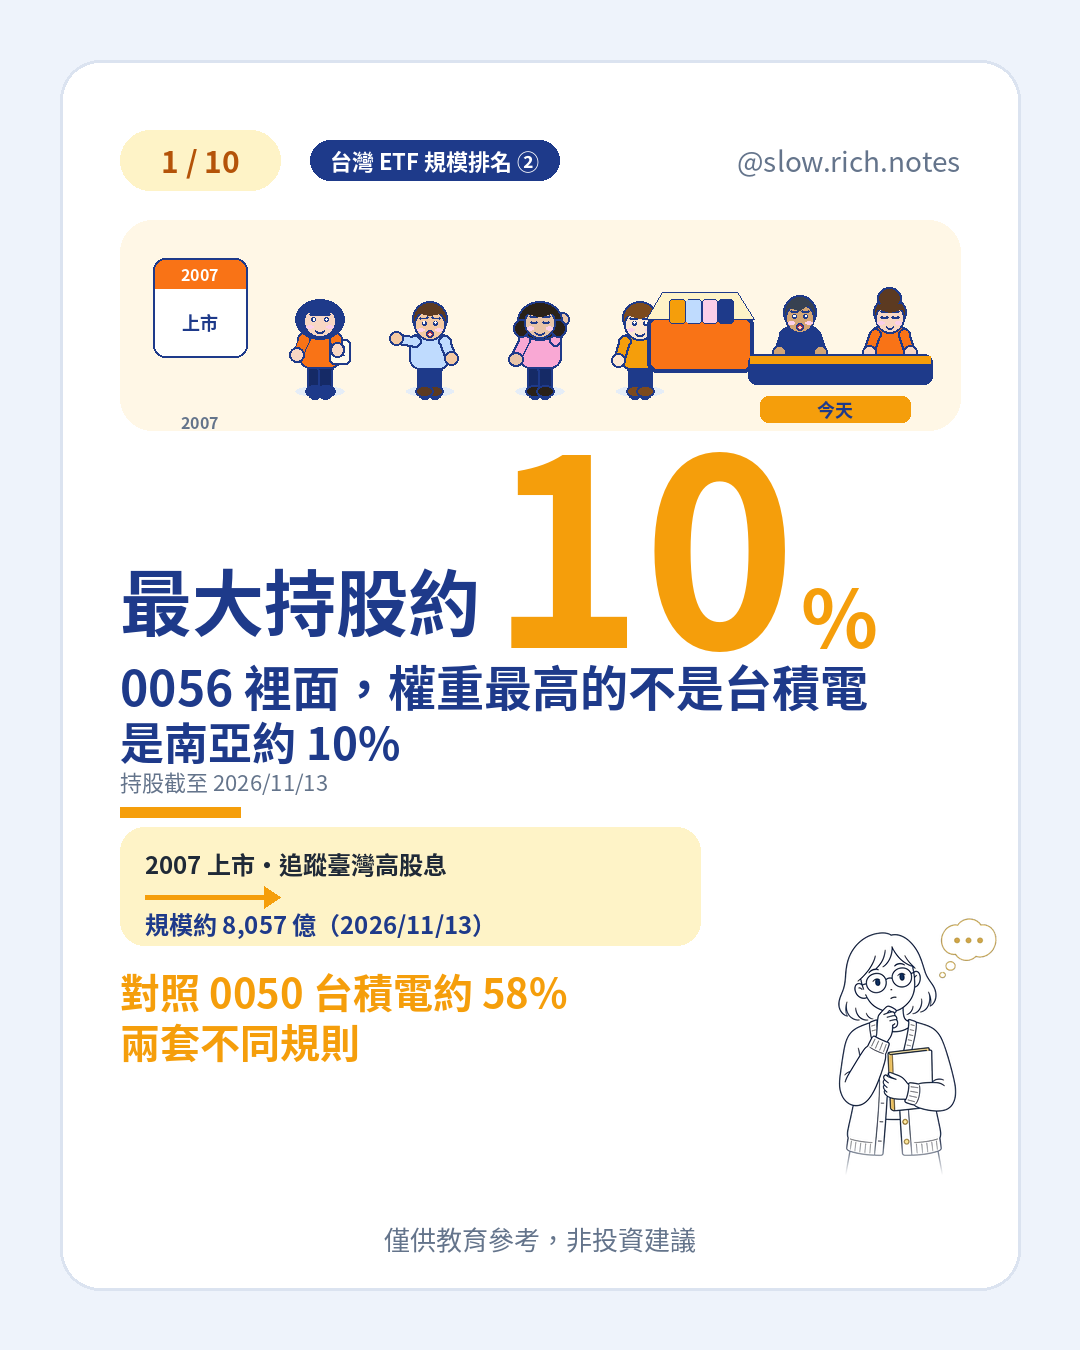 1 / 10
台灣 ETF 規模排名 ②
@slow.rich.notes
2007
上市
2007
今天
最大持股約 10%
0056 裡面，權重最高的不是台積電
是南亞約 10%
持股截至 2026/11/13
2007 上市・追蹤臺灣高股息
規模約 8,057 億（2026/11/13）
對照 0050 台積電約 58%
兩套不同規則
僅供教育參考，非投資建議